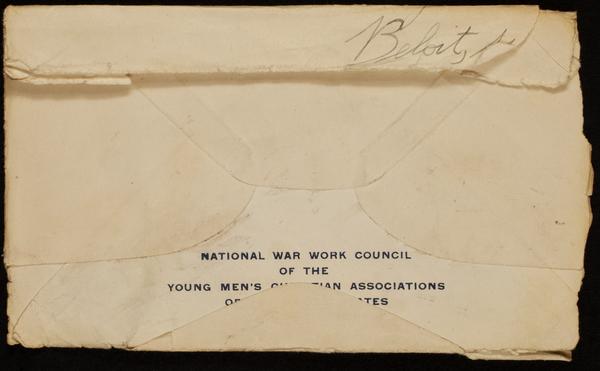 Beloit,
NATIONAL WAR WORK COUNCIL
OF THE
YOUNG MEN'S ASSOCIATIONS